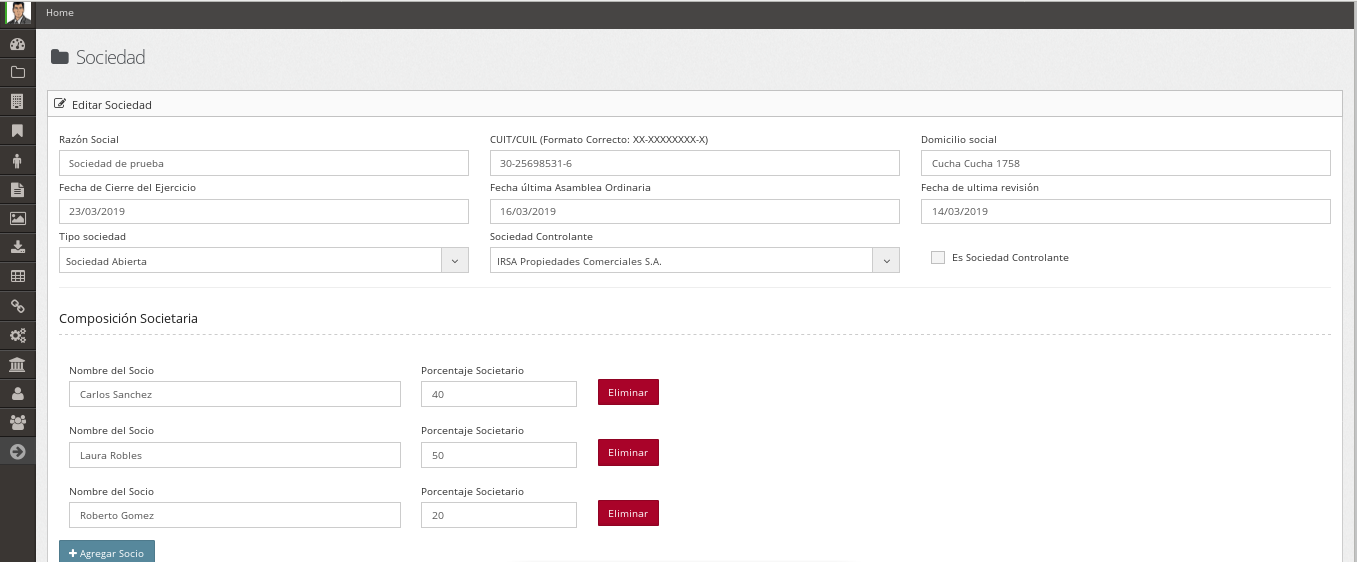 Home
Sociedad
Editar Sociedad
Razón Social CUIT/CUIL (Formato Correcto: XX-XXXXXXXX-X) Domicilio social
Sociedad de prueba 30-25698531-6 Cucha Cucha 1758
Fecha de Cierre del Ejercicio Fecha última Asamblea Ordinaria Fecha de ultima revisión
23/03/2019 16/03/2019 14/03/2019
Tipo sociedad Sociedad Controlante
Sociedad Abierta IRSA Propiedades Comerciales S.A. Es Sociedad Controlante
Composición Societaria
Nombre del Socio Porcentaje Societario
Carlos Sanchez 40 Eliminar
Nombre del Socio Porcentaje Societario
Laura Robles 50 Eliminar
Nombre del Socio Porcentaje Societario
Roberto Gomez 20 Eliminar
Agregar Socio